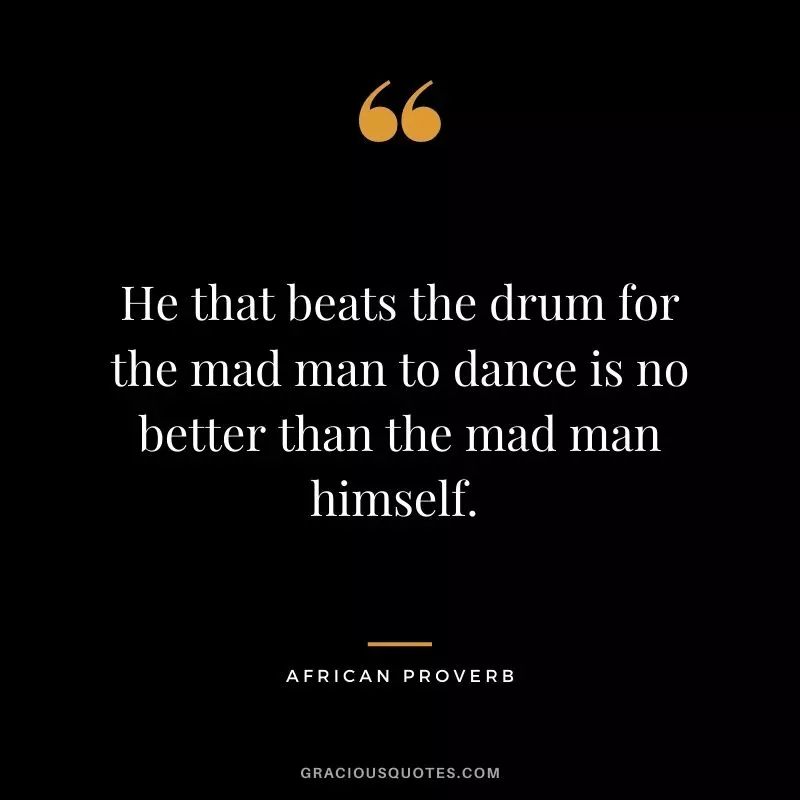 ❝
He that beats the drum for
the mad man to dance is no
better than the mad man
himself.
AFRICAN PROVERB
GRACIOUSQUOTES.COM